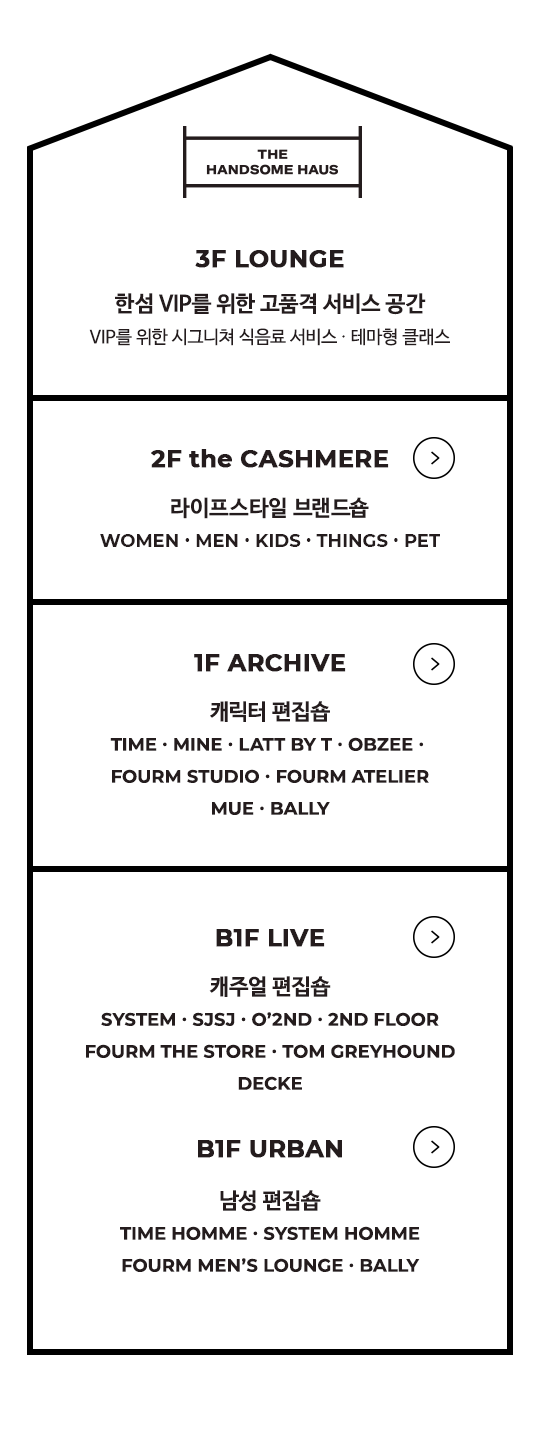 THE
HANDSOME HAUS
3F LOUNGE
한섬 VIP를 위한 고품격 서비스 공간
VIP를 위한 시그니쳐 식음료 서비스 · 테마형 클래스
2F the CASHMERE
라이프스타일 브랜드숍
WOMEN · MEN · KIDS · THINGS · PET
1F ARCHIVE
캐릭터 편집숍
TIME · MINE · LATT BY T · OBZEE ·
FOURM STUDIO · FOURM ATELIER
MUE · BALLY
B1F LIVE
캐주얼 편집숍
SYSTEM · SJSJ · O’2ND · 2ND FLOOR
FOURM THE STORE · TOM GREYHOUND
DECKE
B1F URBAN
남성 편집숍
TIME HOMME · SYSTEM HOMME
FOURM MEN’S LOUNGE · BALLY